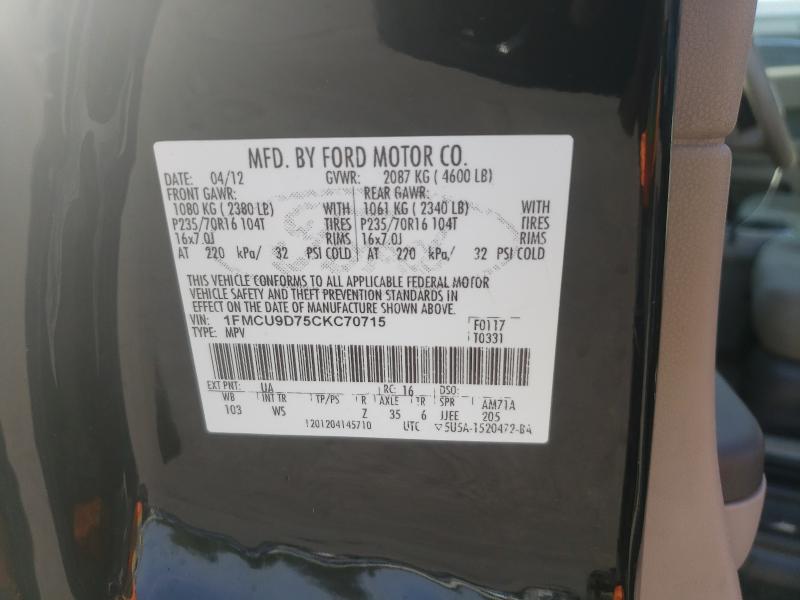 MFD. BY FORD MOTOR CO.
DATE: 04/12 GVWR: 2087 KG ( 4600 LB)
FRONT GAWR: REAR GAWR:
1080 KG ( 2380 LB) WITH 1061 KG ( 2340 LB) WITH
P235/70R16 104T TIRES P235/70R16 104T TIRES
16x7.0J RIMS 16x7.0J RIMS
AT 220 kPa/ 32 PSI COLD AT 220 kPa/ 32 PSI COLD
THIS VEHICLE CONFORMS TO ALL APPLICABLE FEDERAL MOTOR
VEHICLE SAFETY AND THEFT PREVENTION STANDARDS IN
EFFECT ON THE DATE OF MANUFACTURE SHOWN ABOVE.
VIN: 1FMCU9D75CKC70715 F0117
TYPE: MPV T0331
EXT PNT: UA RC: 16 DSO:
WB INT TR TP/PS R AXLE TR SPR AM71A
103 WS Z 35 6 JJEE 205
1201204145710 UTC ▽5U5A-1520472-BA